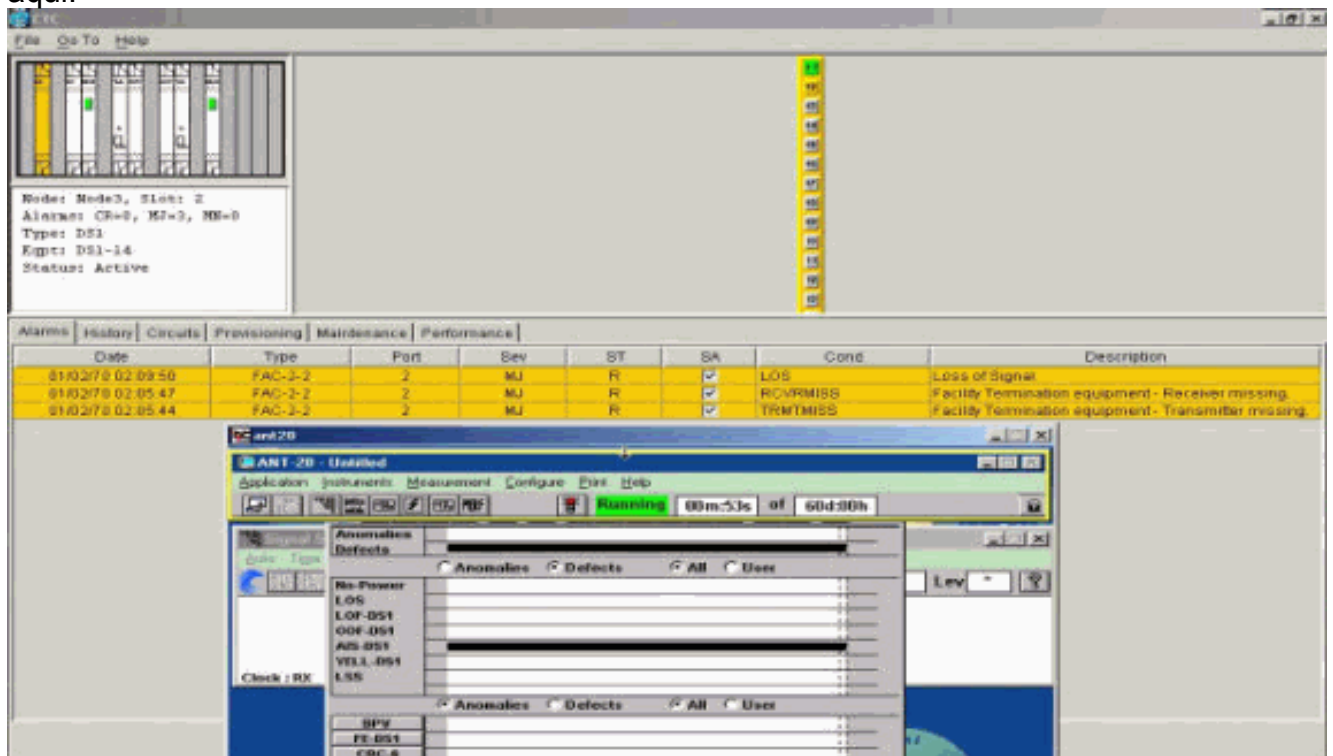 aquí.
CTC
File Go To Help
Node: Node3, Slot: 2
Alarms: CR=0, MJ=3, MN=0
Type: DS1
Eqpt: DS1-14
Status: Active
Alarms History Circuits Provisioning Maintenance Performance
Date Type Port Sev ST SA Cond Description
01/02/70 02:09:50 FAC-2-2 2 MJ R LOS Loss of Signal
01/02/70 02:05:47 FAC-2-2 2 MJ R RCVRMISS Facility Termination equipment - Receiver missing.
01/02/70 02:05:44 FAC-2-2 2 MJ R TRMTMISS Facility Termination equipment - Transmitter missing.
ant20
ANT-20 - Untitled
Application Instruments Measurement Configure Print Help
Running 00m:53s of 60d:00h
Anomalies
Defects
Anomalies Defects All User
Lev *
No-Power
LOS
LOF-DS1
OOF-DS1
AIS-DS1
YELL-DS1
LSS
Clock : RX
Anomalies Defects All User
BPV
FE-DS1
CRC-6